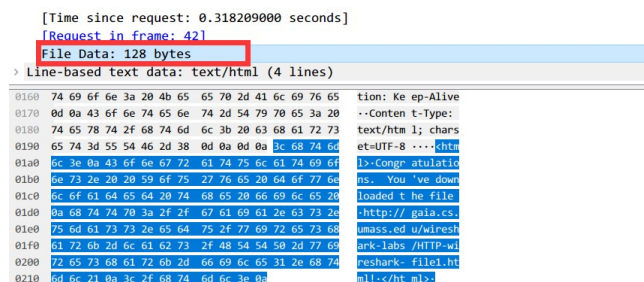 [Time since request: 0.318209000 seconds]
[Request in frame: 42]
File Data: 128 bytes
> Line-based text data: text/html (4 lines)
0160 74 69 6f 6e 3a 20 4b 65 65 70 2d 41 6c 69 76 65 tion: Ke ep-Alive
0170 0d 0a 43 6f 6e 74 65 6e 74 2d 54 79 70 65 3a 20 ··Conten t-Type:
0180 74 65 78 74 2f 68 74 6d 6c 3b 20 63 68 61 72 73 text/htm l; chars
0190 65 74 3d 55 54 46 2d 38 0d 0a 0d 0a 3c 68 74 6d et=UTF-8 ····<htm
01a0 6c 3e 0a 43 6f 6e 67 72 61 74 75 6c 61 74 69 6f l>·Congr atulatio
01b0 6e 73 2e 20 20 59 6f 75 27 76 65 20 64 6f 77 6e ns.  You 've down
01c0 6c 6f 61 64 65 64 20 74 68 65 20 66 69 6c 65 20 loaded t he file
01d0 0a 68 74 74 70 3a 2f 2f 67 61 69 61 2e 63 73 2e ·http:// gaia.cs.
01e0 75 6d 61 73 73 2e 65 64 75 2f 77 69 72 65 73 68 umass.ed u/wiresh
01f0 61 72 6b 2d 6c 61 62 73 2f 48 54 54 50 2d 77 69 ark-labs /HTTP-wi
0200 72 65 73 68 61 72 6b 2d 66 69 6c 65 31 2e 68 74 reshark- file1.ht
0210 6d 6c 21 0a 3c 2f 68 74 6d 6c 3e 0a ml!·</ht ml>·